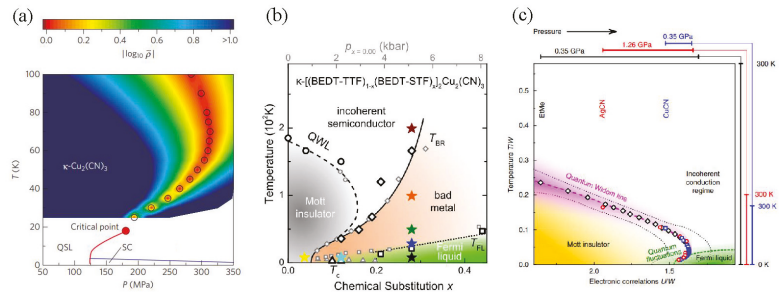 (a)
0.0 0.2 0.4 0.6 0.8 >1.0
|log₁₀ ρ̃|
100
80
60
40
20
0
T (K)
κ-Cu₂(CN)₃
Critical point
QSL
SC
50 100 150 200 250 300 350
P (MPa)
(b)
pₓ₌₀.₀₀ (kbar)
0 2 4 6 8
κ-[(BEDT-TTF)₁₋ₓ(BEDT-STF)ₓ]₂Cu₂(CN)₃
incoherent
semiconductor
QWL
T_BR
Mott
insulator
bad
metal
T_FL
Fermi
liquid
T_c
Temperature (10²K)
2
1
0
0.0 0.2 0.4
Chemical Substitution x
(c)
Pressure
0.35 GPa
1.26 GPa
0.35 GPa
300 K
EtMe
AgCN
CuCN
0.5
0.4
0.3
0.2
0.1
0.0
Temperature T/W
Quantum Widom line
Incoherent
conduction
regime
300 K
300 K
Mott insulator
Quantum
fluctuations
Fermi liquid
0 K
2.0 1.5
Electronic correlations U/W